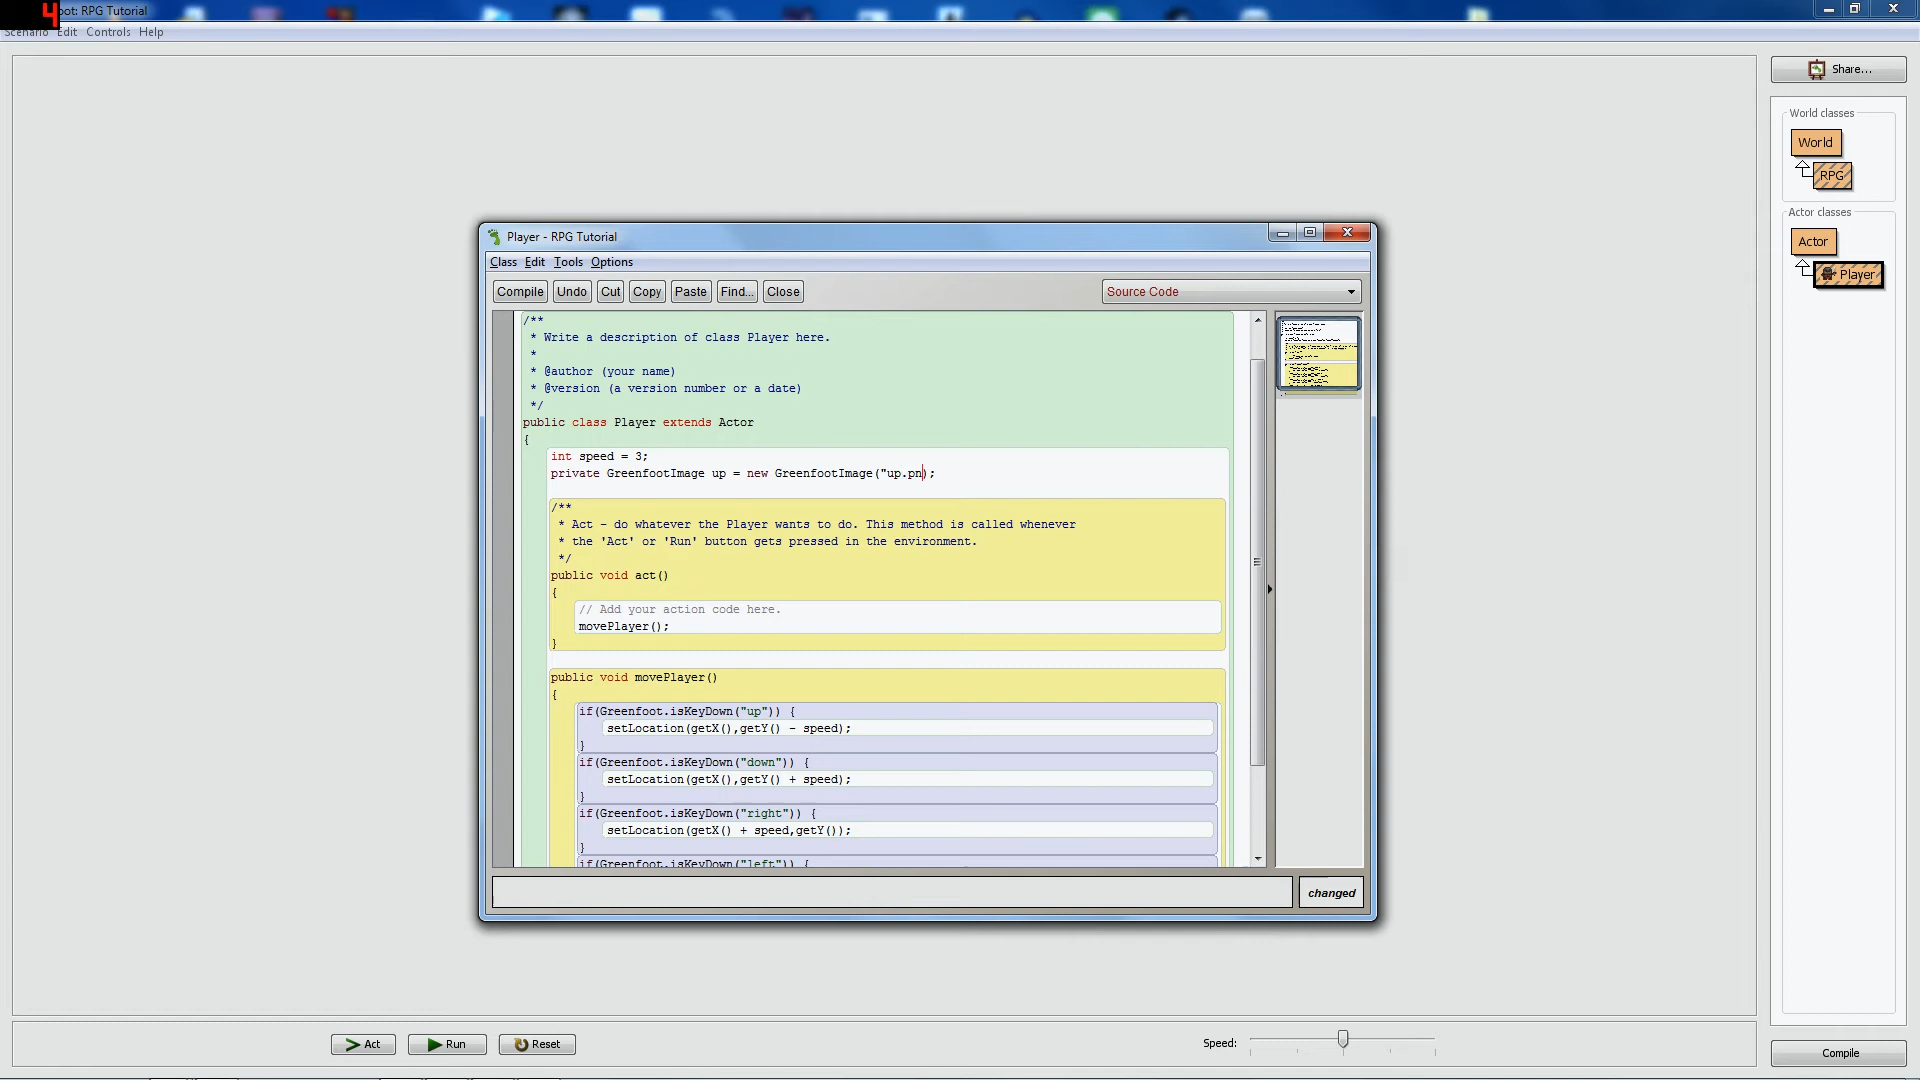 4
oot: RPG Tutorial
Scenario Edit Controls Help
Share...
World classes
World
RPG
Actor classes
Actor
Player
Player - RPG Tutorial
Class Edit Tools Options
Compile Undo Cut Copy Paste Find... Close
Source Code
/**
* Write a description of class Player here.
*
* @author (your name)
* @version (a version number or a date)
*/
public class Player extends Actor
{
int speed = 3;
private GreenfootImage up = new GreenfootImage("up.pn);
/**
* Act - do whatever the Player wants to do. This method is called whenever
* the 'Act' or 'Run' button gets pressed in the environment.
*/
public void act()
{
// Add your action code here.
movePlayer();
}
public void movePlayer()
{
if(Greenfoot.isKeyDown("up")) {
setLocation(getX(),getY() - speed);
}
if(Greenfoot.isKeyDown("down")) {
setLocation(getX(),getY() + speed);
}
if(Greenfoot.isKeyDown("right")) {
setLocation(getX() + speed,getY());
}
if(Greenfoot.isKeyDown("left")) {
changed
Act Run Reset
Speed:
Compile